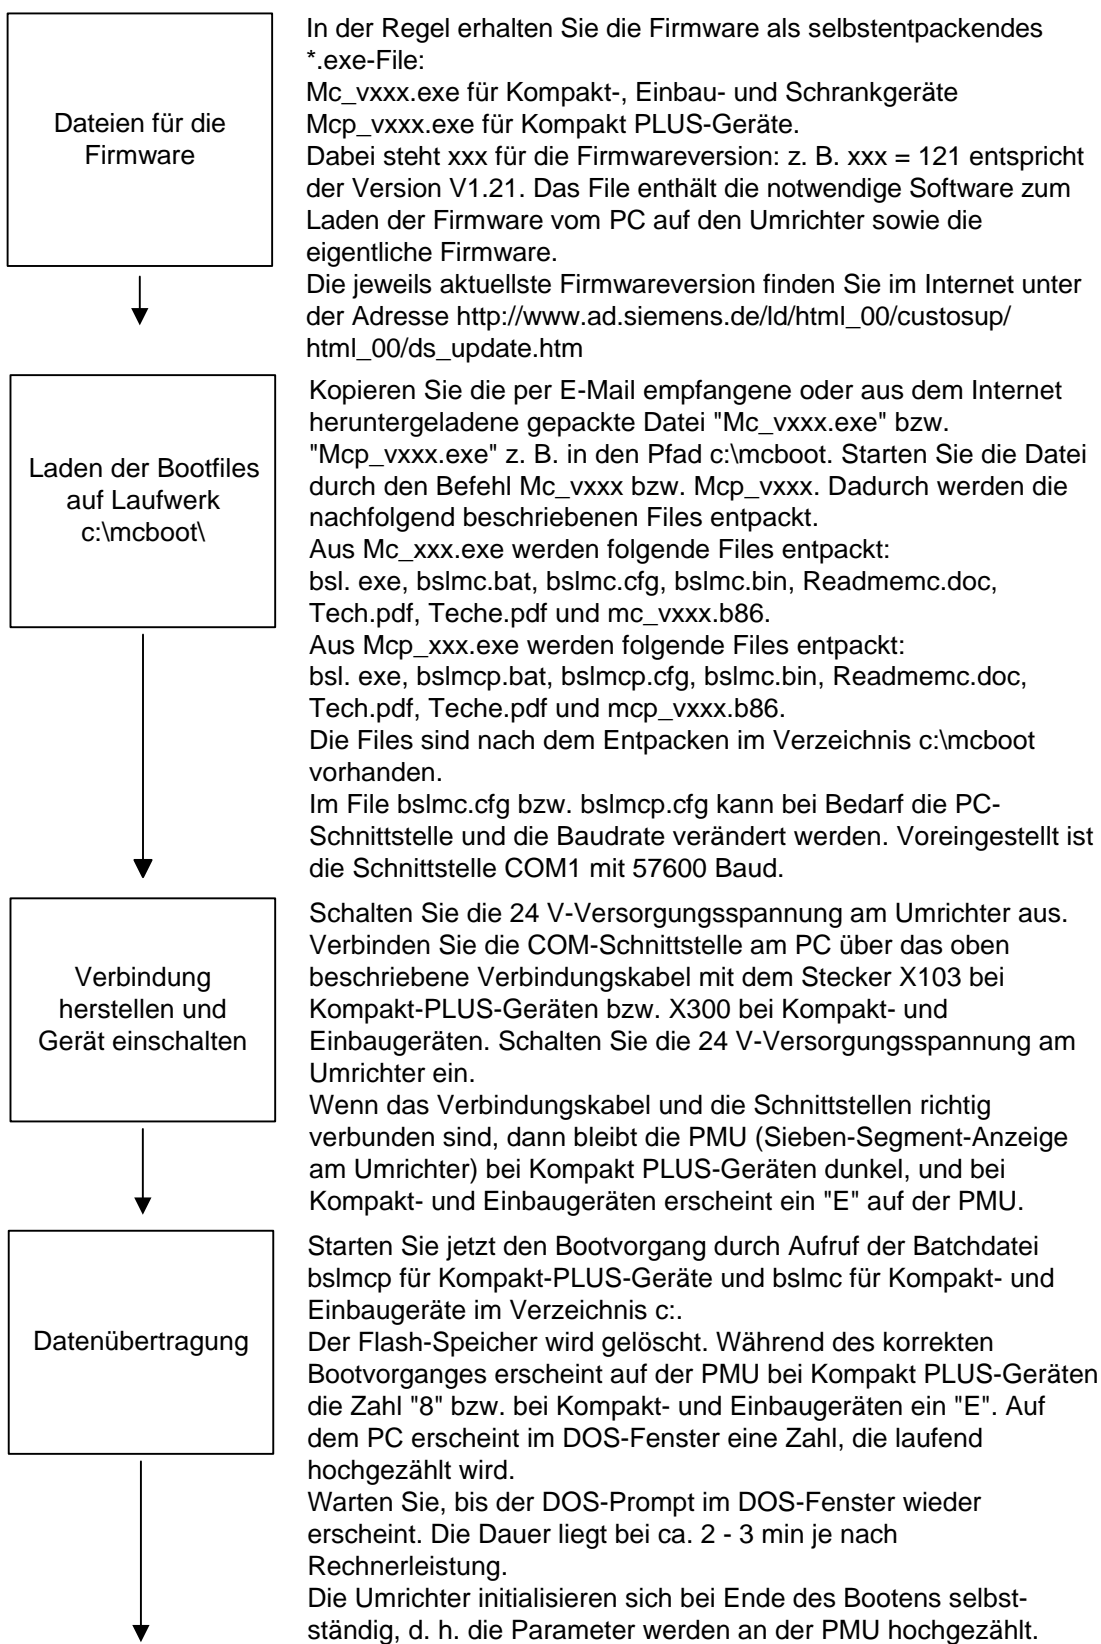 Dateien für die
Firmware
In der Regel erhalten Sie die Firmware als selbstentpackendes
*.exe-File:
Mc_vxxx.exe für Kompakt-, Einbau- und Schrankgeräte
Mcp_vxxx.exe für Kompakt PLUS-Geräte.
Dabei steht xxx für die Firmwareversion: z. B. xxx = 121 entspricht
der Version V1.21. Das File enthält die notwendige Software zum
Laden der Firmware vom PC auf den Umrichter sowie die
eigentliche Firmware.
Die jeweils aktuellste Firmwareversion finden Sie im Internet unter
der Adresse http://www.ad.siemens.de/ld/html_00/custosup/
html_00/ds_update.htm
Laden der Bootfiles
auf Laufwerk
c:\mcboot\
Kopieren Sie die per E-Mail empfangene oder aus dem Internet
heruntergeladene gepackte Datei "Mc_vxxx.exe" bzw.
"Mcp_vxxx.exe" z. B. in den Pfad c:\mcboot. Starten Sie die Datei
durch den Befehl Mc_vxxx bzw. Mcp_vxxx. Dadurch werden die
nachfolgend beschriebenen Files entpackt.
Aus Mc_xxx.exe werden folgende Files entpackt:
bsl. exe, bslmc.bat, bslmc.cfg, bslmc.bin, Readmemc.doc,
Tech.pdf, Teche.pdf und mc_vxxx.b86.
Aus Mcp_xxx.exe werden folgende Files entpackt:
bsl. exe, bslmcp.bat, bslmcp.cfg, bslmc.bin, Readmemc.doc,
Tech.pdf, Teche.pdf und mcp_vxxx.b86.
Die Files sind nach dem Entpacken im Verzeichnis c:\mcboot
vorhanden.
Im File bslmc.cfg bzw. bslmcp.cfg kann bei Bedarf die PC-
Schnittstelle und die Baudrate verändert werden. Voreingestellt ist
die Schnittstelle COM1 mit 57600 Baud.
Verbindung
herstellen und
Gerät einschalten
Schalten Sie die 24 V-Versorgungsspannung am Umrichter aus.
Verbinden Sie die COM-Schnittstelle am PC über das oben
beschriebene Verbindungskabel mit dem Stecker X103 bei
Kompakt-PLUS-Geräten bzw. X300 bei Kompakt- und
Einbaugeräten. Schalten Sie die 24 V-Versorgungsspannung am
Umrichter ein.
Wenn das Verbindungskabel und die Schnittstellen richtig
verbunden sind, dann bleibt die PMU (Sieben-Segment-Anzeige
am Umrichter) bei Kompakt PLUS-Geräten dunkel, und bei
Kompakt- und Einbaugeräten erscheint ein "E" auf der PMU.
Datenübertragung
Starten Sie jetzt den Bootvorgang durch Aufruf der Batchdatei
bslmcp für Kompakt-PLUS-Geräte und bslmc für Kompakt- und
Einbaugeräte im Verzeichnis c:.
Der Flash-Speicher wird gelöscht. Während des korrekten
Bootvorganges erscheint auf der PMU bei Kompakt PLUS-Geräten
die Zahl "8" bzw. bei Kompakt- und Einbaugeräten ein "E". Auf
dem PC erscheint im DOS-Fenster eine Zahl, die laufend
hochgezählt wird.
Warten Sie, bis der DOS-Prompt im DOS-Fenster wieder
erscheint. Die Dauer liegt bei ca. 2 - 3 min je nach
Rechnerleistung.
Die Umrichter initialisieren sich bei Ende des Bootens selbst-
ständig, d. h. die Parameter werden an der PMU hochgezählt.